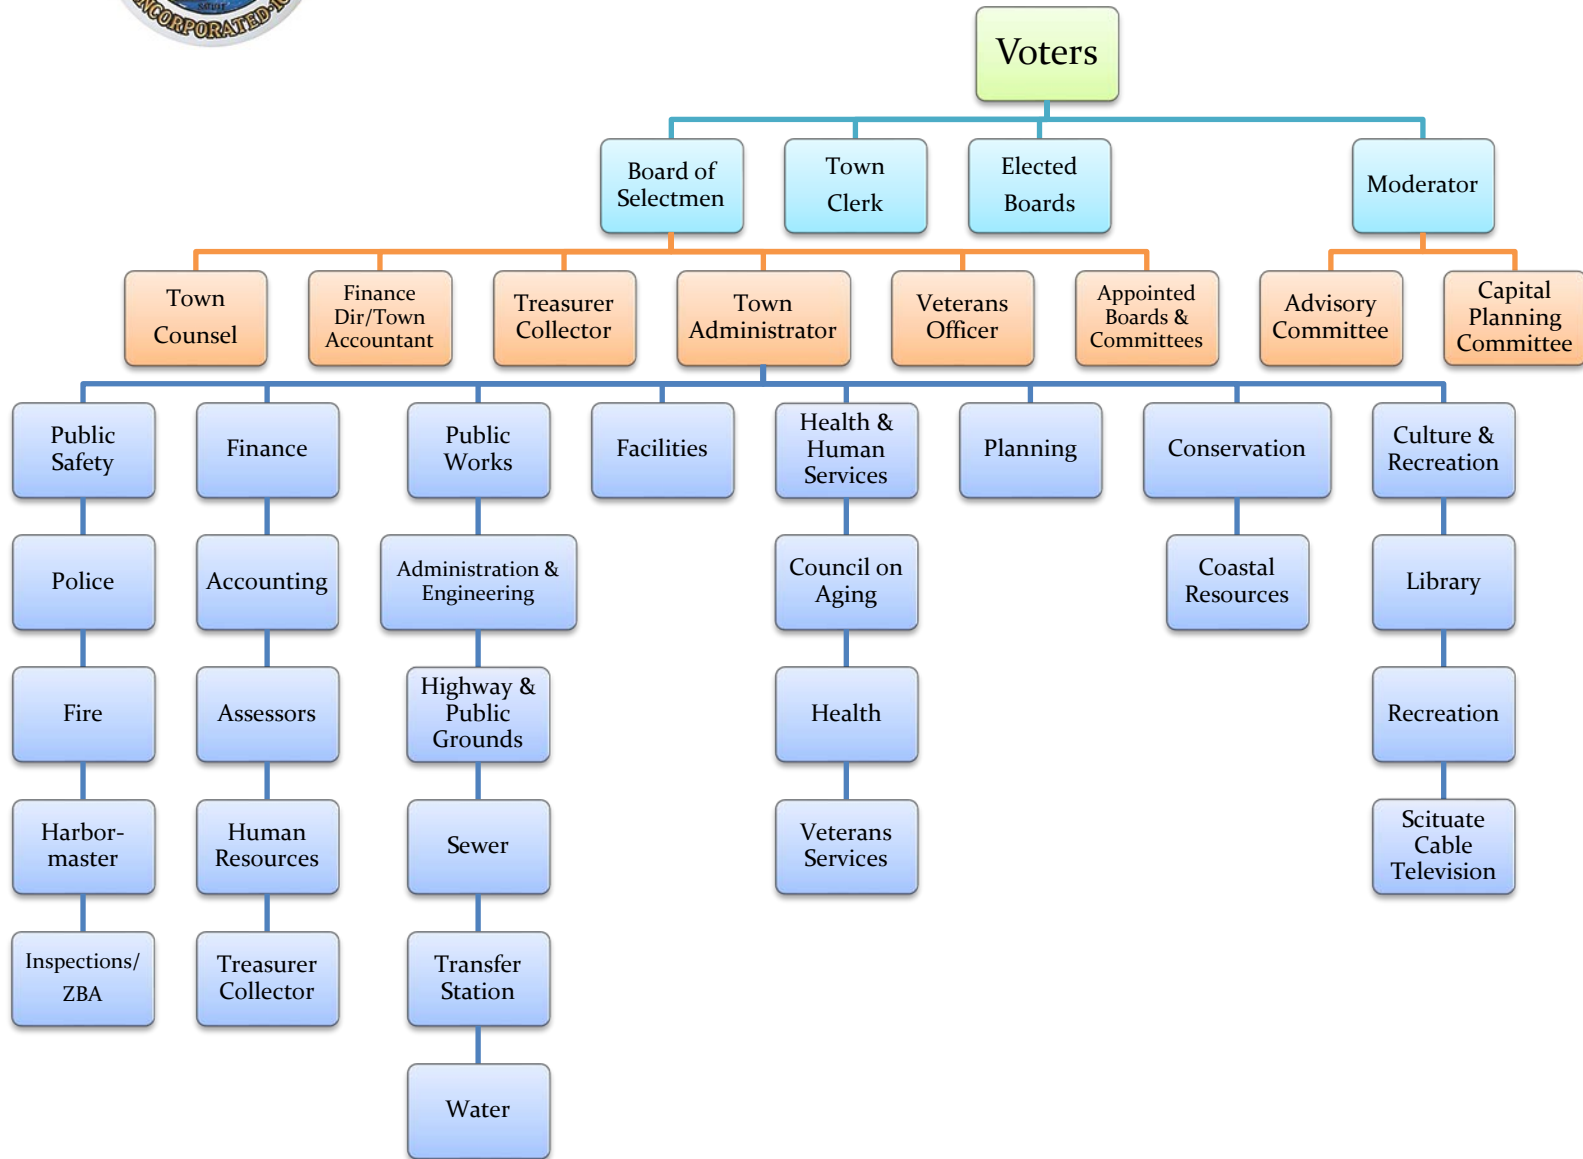 INCORPORATED
Voters
Board of
Selectmen
Town
Clerk
Elected
Boards
Moderator
Town
Counsel
Finance
Dir/Town
Accountant
Treasurer
Collector
Town
Administrator
Veterans
Officer
Appointed
Boards &
Committees
Advisory
Committee
Capital
Planning
Committee
Public
Safety
Finance
Public
Works
Facilities
Health &
Human
Services
Planning
Conservation
Culture &
Recreation
Police
Accounting
Administration &
Engineering
Council on
Aging
Coastal
Resources
Library
Fire
Assessors
Highway &
Public
Grounds
Health
Recreation
Harbor-
master
Human
Resources
Sewer
Veterans
Services
Scituate
Cable
Television
Inspections/
ZBA
Treasurer
Collector
Transfer
Station
Water